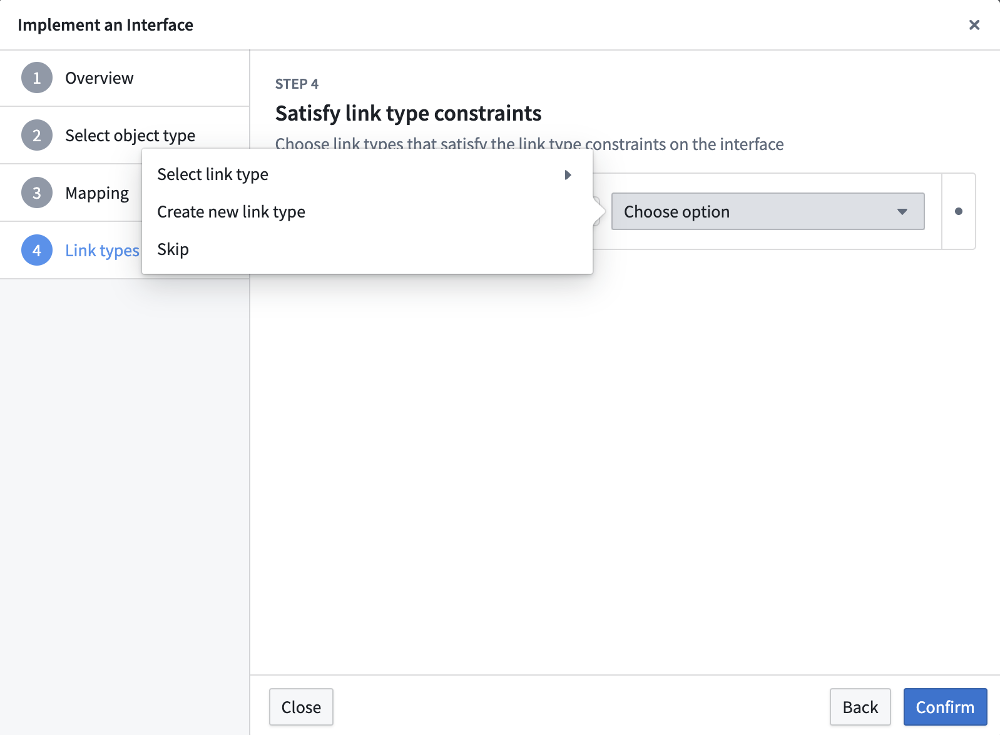 Implement an Interface
1 Overview
2 Select object type
3 Mapping
4 Link types
STEP 4
Satisfy link type constraints
Choose link types that satisfy the link type constraints on the interface
Select link type
Create new link type
Skip
Choose option
Close
Back
Confirm